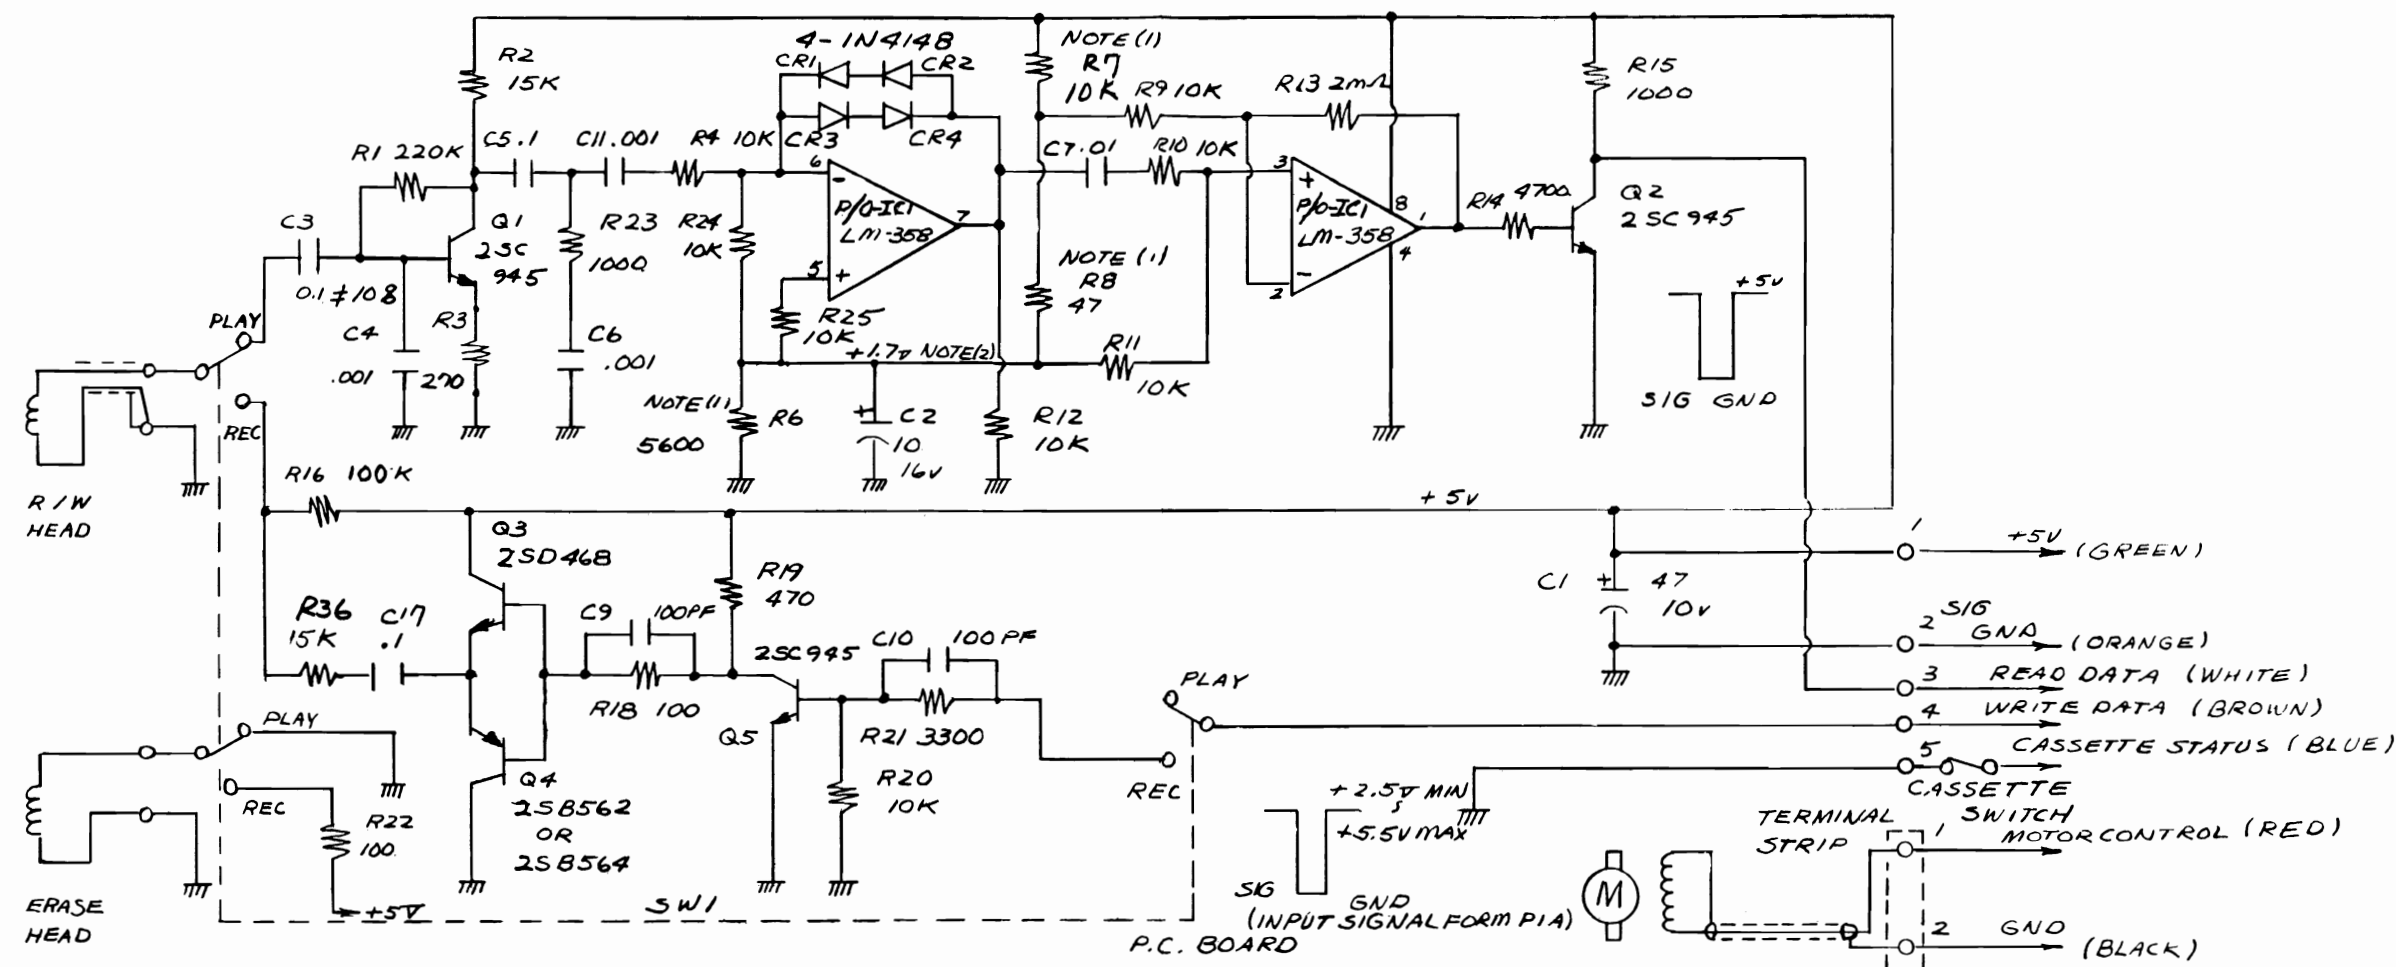 4-1N4148
CR1
CR2
CR3
CR4
R2
15K
NOTE(1)
R7
10K
R9 10K
R13 2mΩ
R15
1000
R1 220K
C5.1
C11.001
R4 10K
C7.01
R10 10K
6
-
P/O-IC1
LM-358
7
5
+
3
+
P/O-IC1
LM-358
-
2
8
1
4
R14 4700
Q2
2SC945
C3
0.1
108
Q1
2SC
945
R23
1000
R24
10K
R25
10K
NOTE (1)
R8
47
+5V
SIG GND
PLAY
C4
.001
R3
270
C6
.001
+1.7V NOTE(2)
R11
10K
REC
NOTE(1)
5600
R6
C2
+
10
16V
R12
10K
R/W
HEAD
R16 100K
+5V
Q3
2SD468
R19
470
C1
+
47
10V
1
+5V
(GREEN)
2
SIG
GND
(ORANGE)
3
READ DATA (WHITE)
4
WRITE DATA (BROWN)
5
CASSETTE STATUS (BLUE)
CASSETTE
SWITCH
R36
15K
C17
.1
C9
100PF
2SC945
C10
100PF
R18 100
Q5
R21 3300
R20
10K
PLAY
REC
PLAY
REC
R22
100
+5V
Q4
2SB562
OR
2SB564
ERASE
HEAD
SW1
+2.5V MIN
+5.5V MAX
SIG
GND
(INPUT SIGNAL FORM PIA)
P.C. BOARD
TERMINAL
STRIP
1
MOTOR CONTROL (RED)
M
2
GND
(BLACK)